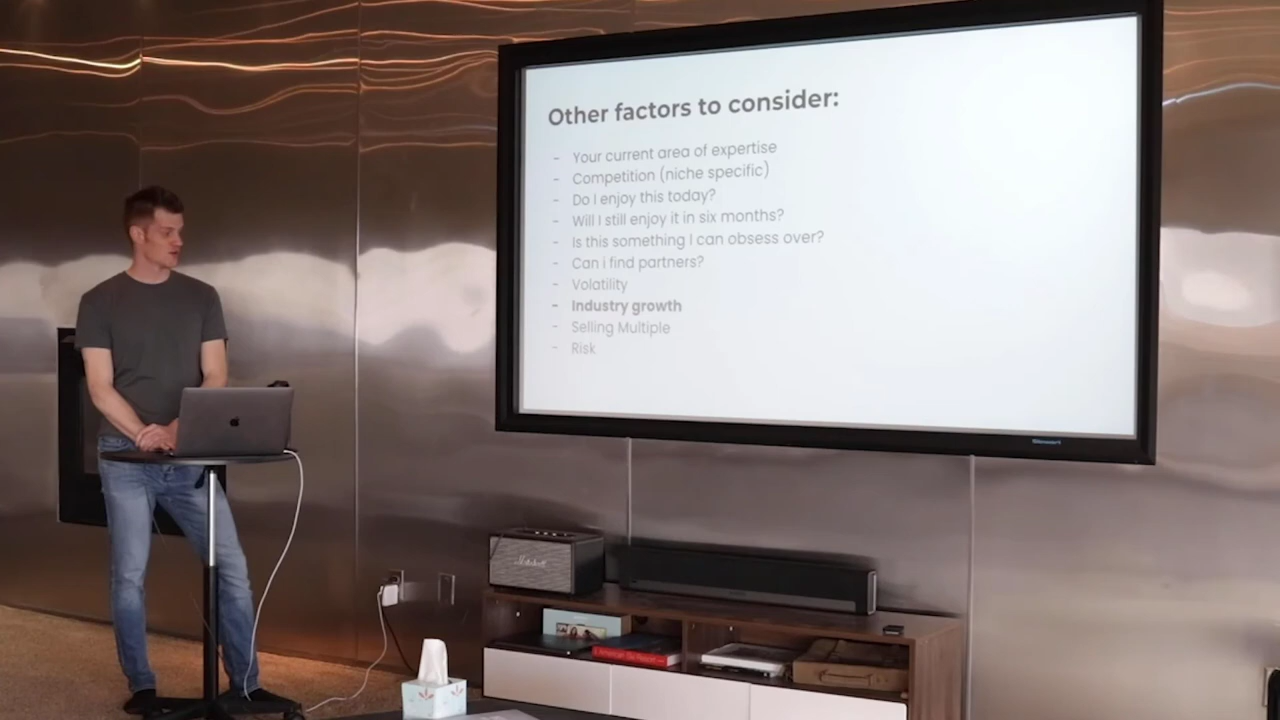 Other factors to consider:
- Your current area of expertise
- Competition (niche specific)
- Do I enjoy this today?
- Will I still enjoy it in six months?
- Is this something I can obsess over?
- Can i find partners?
- Volatility
- Industry growth
- Selling Multiple
- Risk
Stewart
Marshall